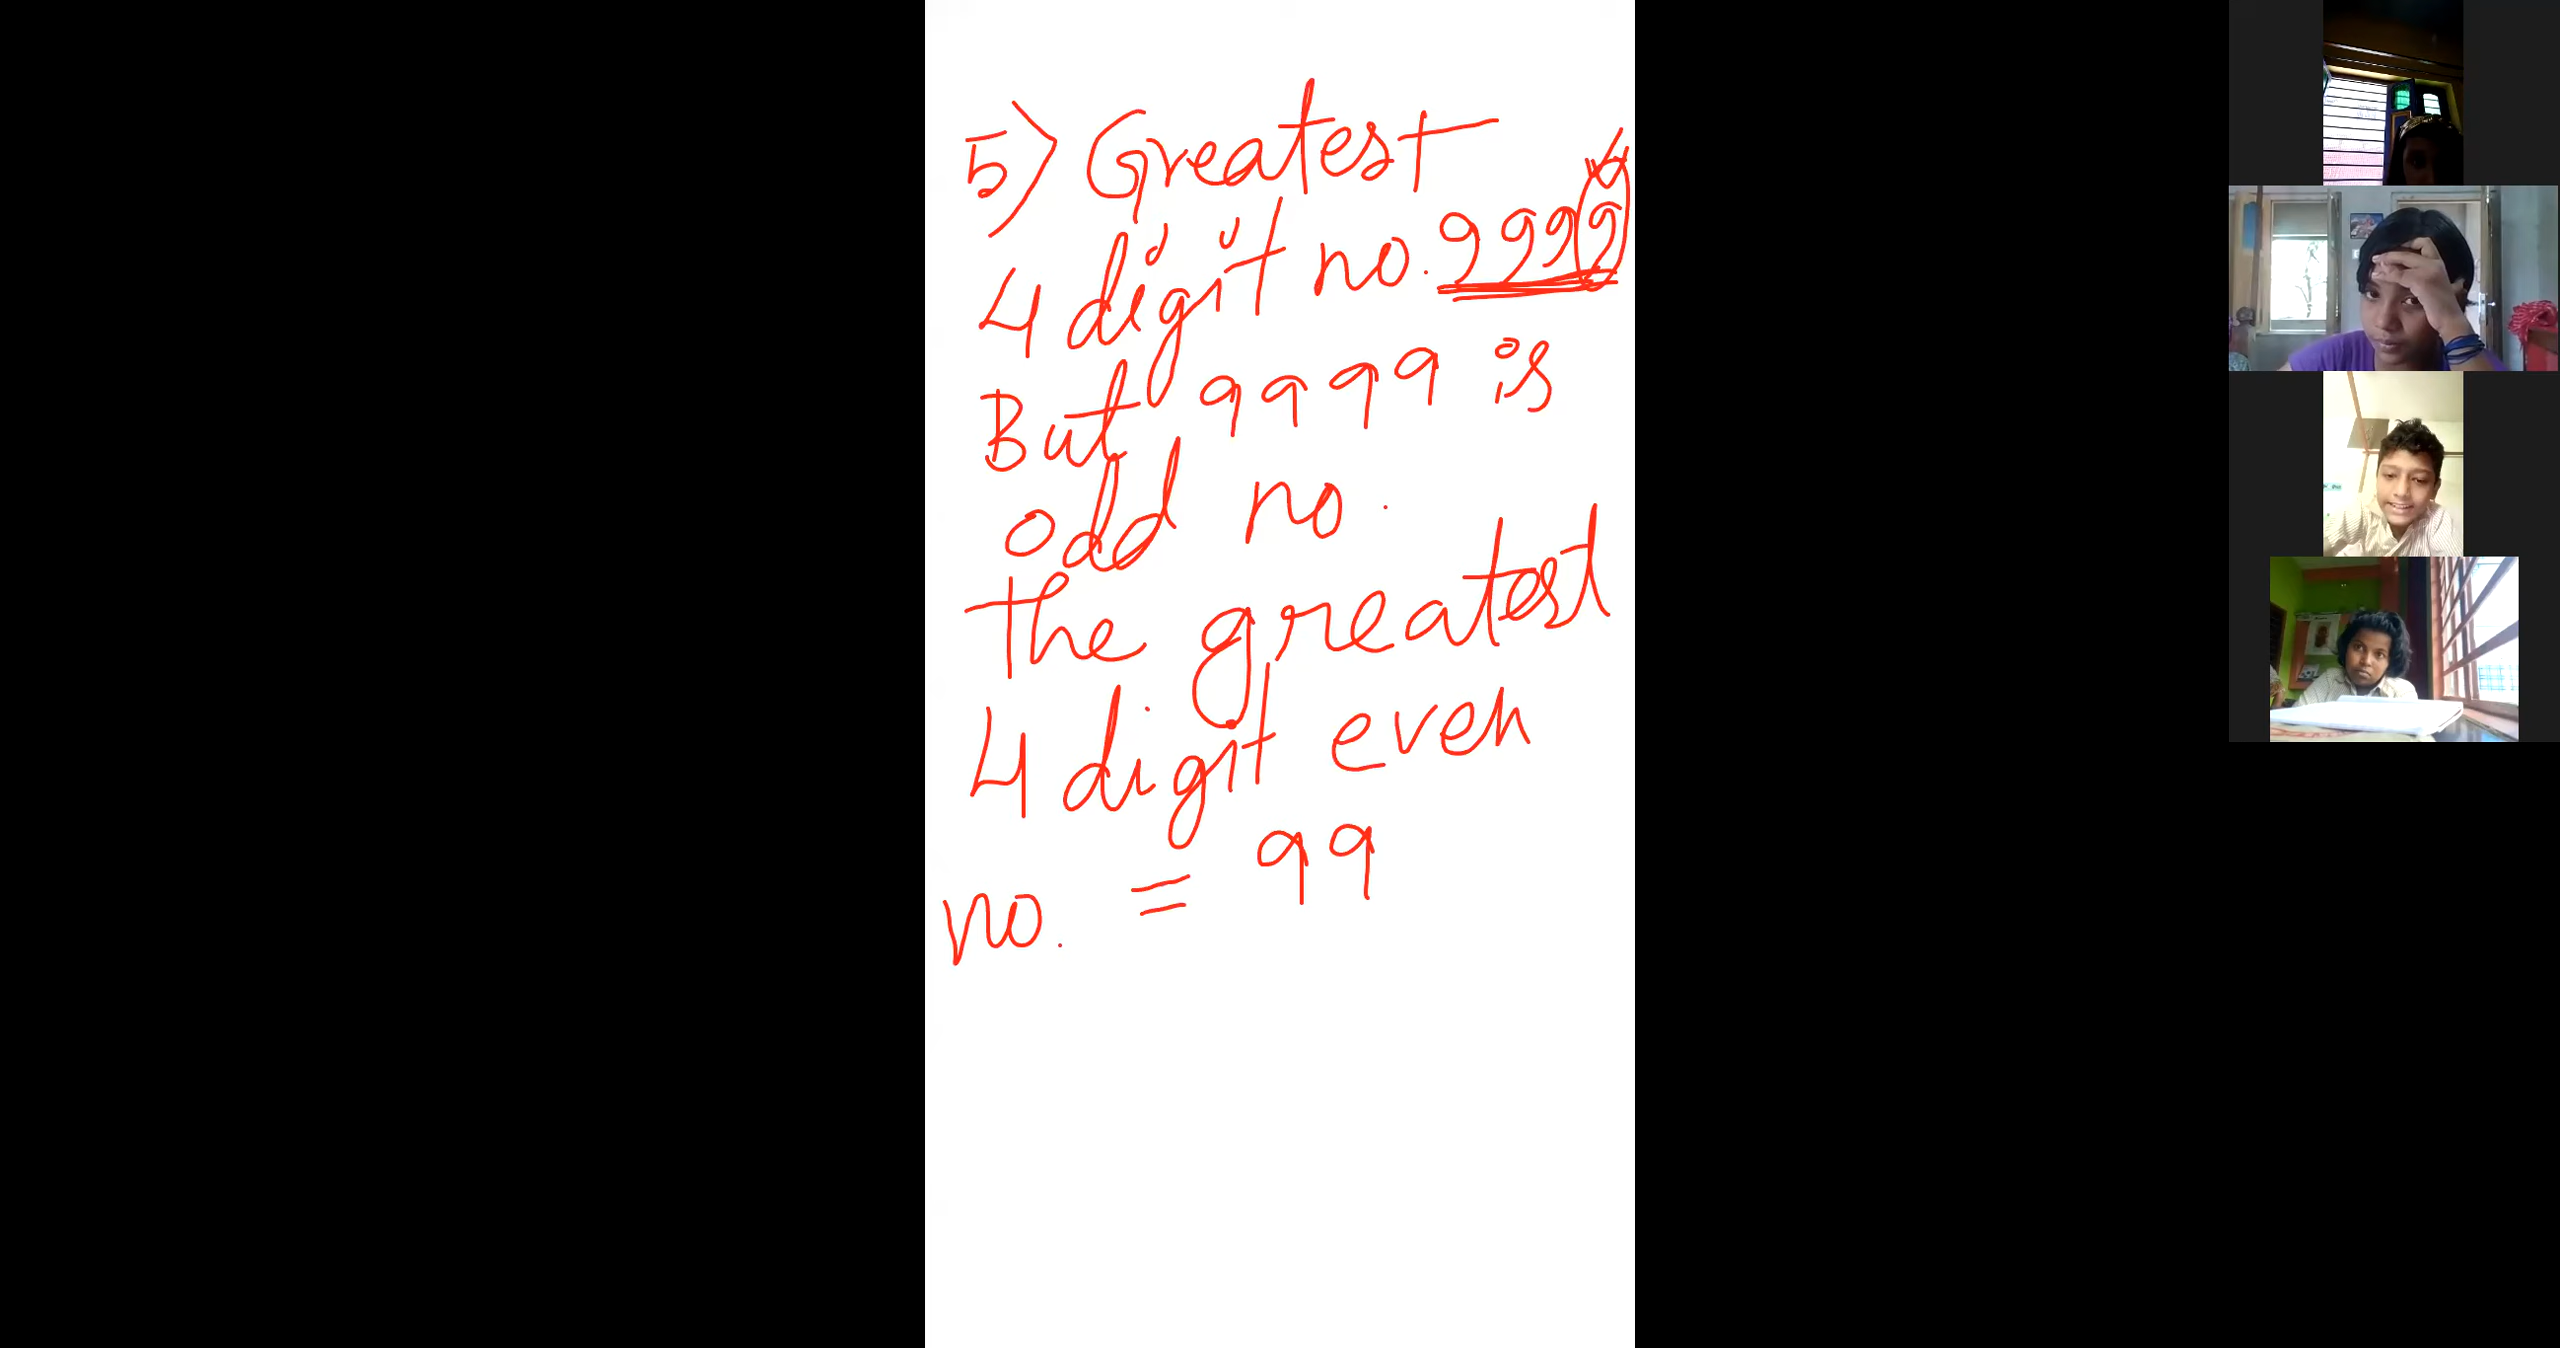 5) Greatest
4 digit no. 9999
But 9999 is
odd no.
The greatest
4 digit even
no. = 99